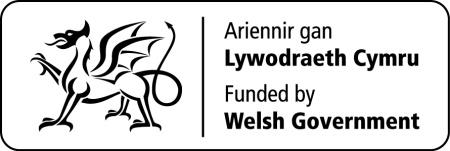 Ariennir gan
Lywodraeth Cymru
Funded by
Welsh Government